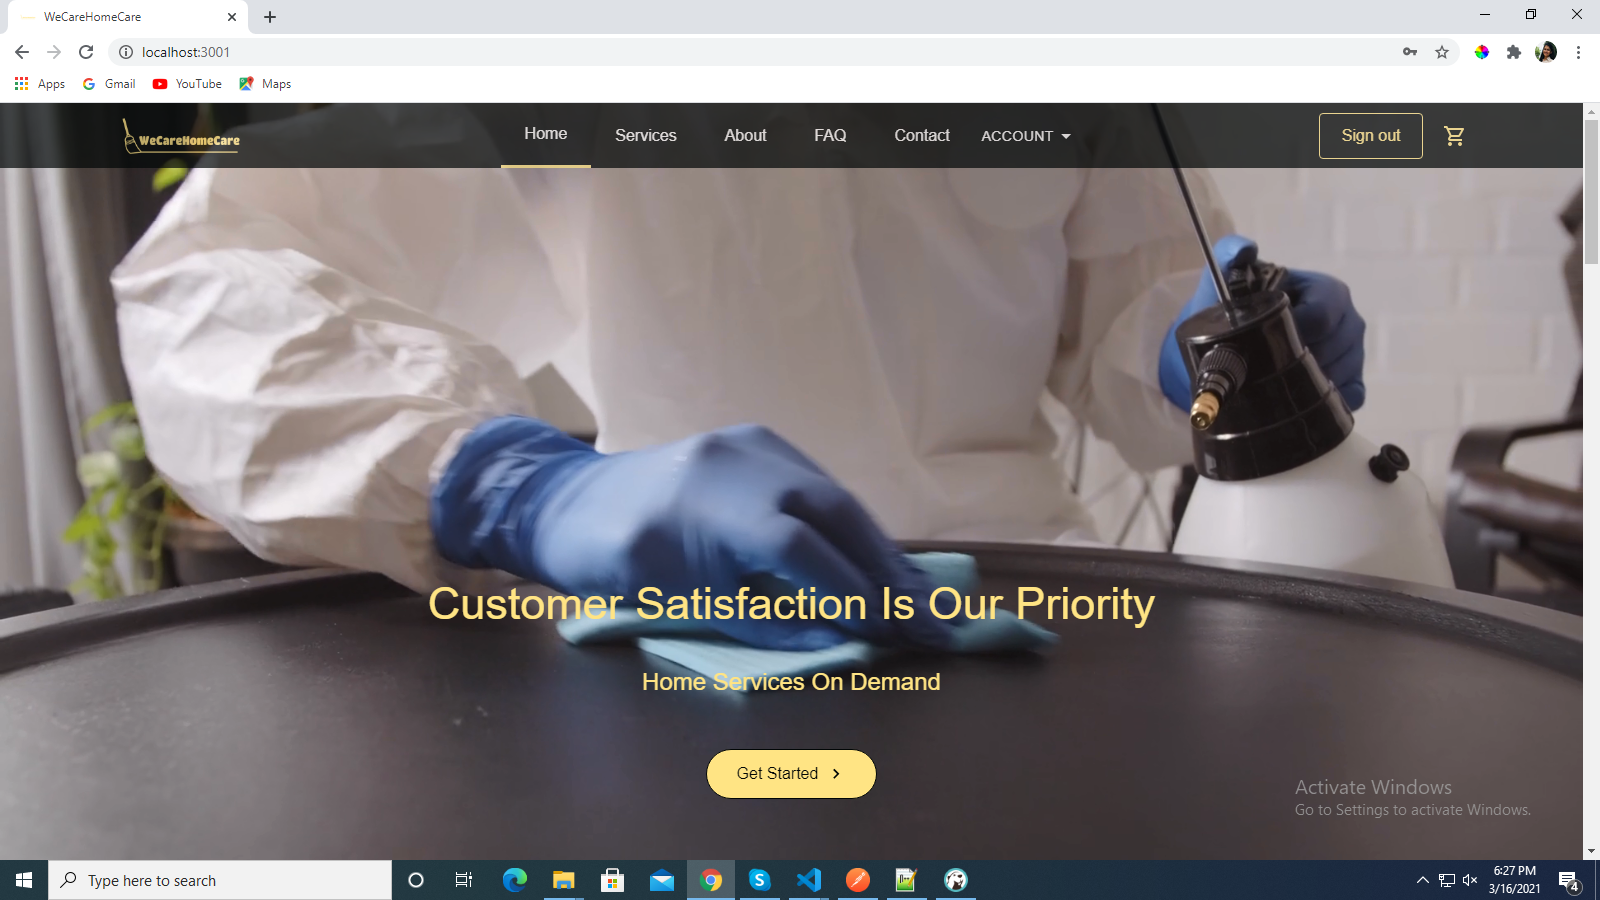 WeCareHomeCare
localhost:3001
Apps
Gmail
YouTube
Maps
WeCareHomeCare
Home
Services
About
FAQ
Contact
ACCOUNT
Sign out
Customer Satisfaction Is Our Priority
Home Services On Demand
Get Started
Activate Windows
Go to Settings to activate Windows.
Type here to search
6:27 PM
3/16/2021
4